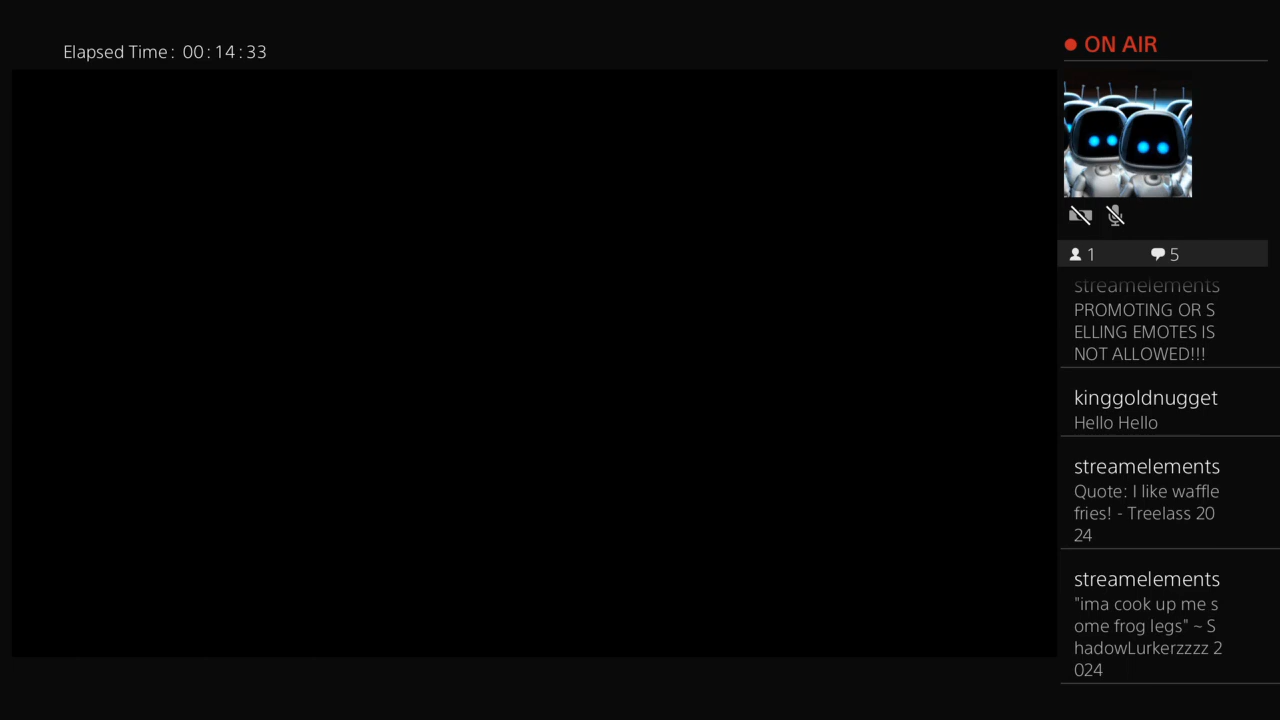 Elapsed Time: 00:14:33
ON AIR
1 5
streamelements
PROMOTING OR S
ELLING EMOTES IS
NOT ALLOWED!!!
kinggoldnugget
Hello Hello
streamelements
Quote: I like waffle
fries! - Treelass 20
24
streamelements
"ima cook up me s
ome frog legs" ~ S
hadowLurkerzzzz 2
024